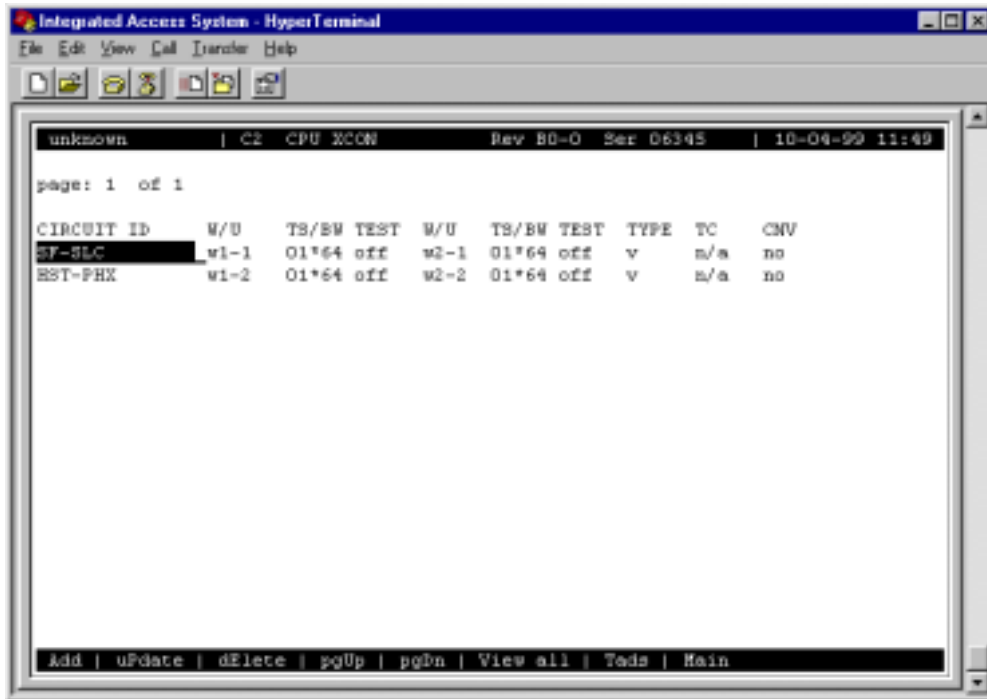 Integrated Access System - HyperTerminal
File Edit View Call Transfer Help
unknown | C2 CPU XCON Rev B0-0 Ser 06345 | 10-04-99 11:49
page: 1 of 1
CIRCUIT ID W/U TS/BW TEST W/U TS/BW TEST TYPE TC CNV
SF-SLC w1-1 01*64 off w2-1 01*64 off v n/a no
HST-PHX w1-2 01*64 off w2-2 01*64 off v n/a no
Add | uPdate | dElete | pgUp | pgDn | View all | Tads | Main